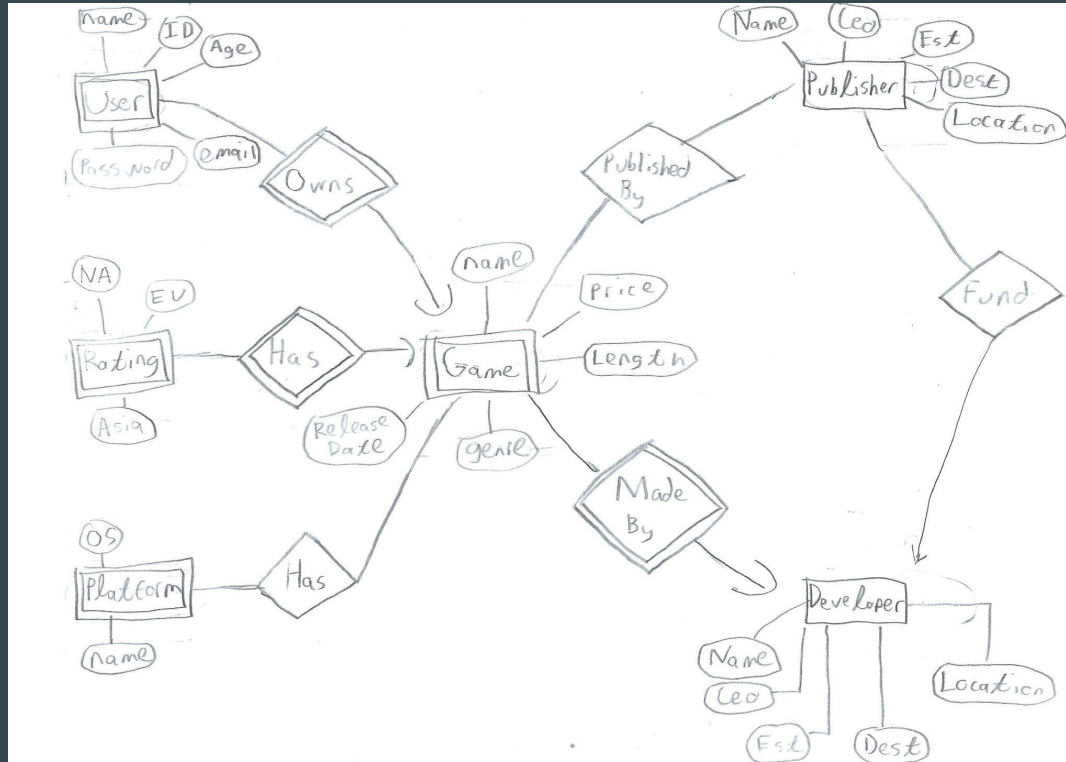 name
ID
Age
User
Password
email
Owns
Name
Ceo
Est
Publisher
Dest
Location
Published
By
Fund
NA
EU
Rating
Asia
Has
name
Price
Length
Game
Release
Date
genre
OS
Platform
name
Has
Made
By
Developer
Name
Ceo
Est
Dest
Location